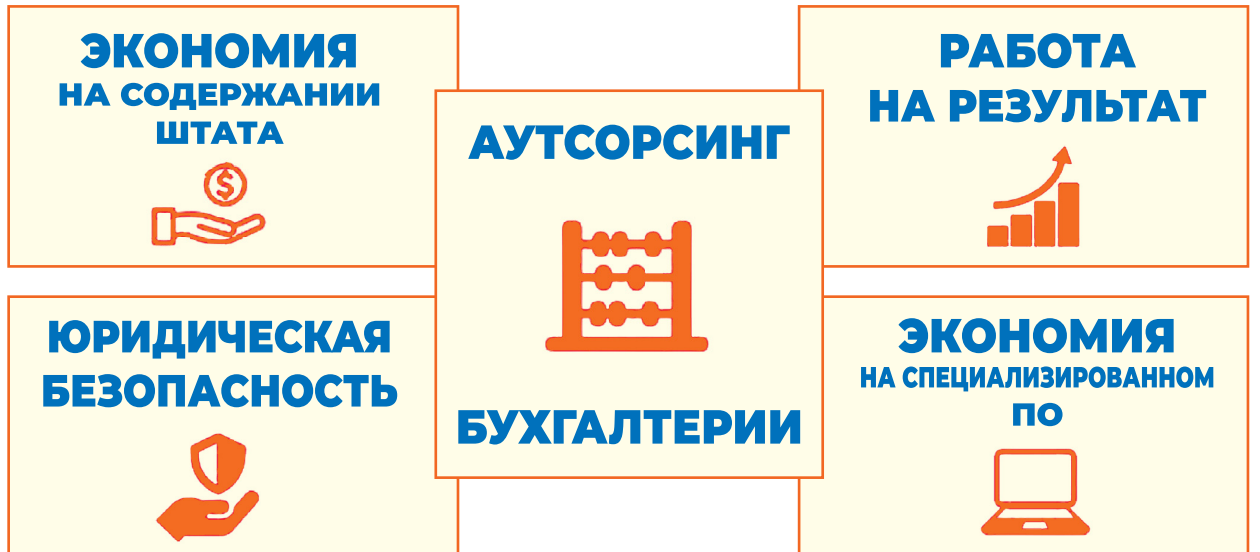 ЭКОНОМИЯ
НА СОДЕРЖАНИИ
ШТАТА
РАБОТА
НА РЕЗУЛЬТАТ
АУТСОРСИНГ
БУХГАЛТЕРИИ
ЮРИДИЧЕСКАЯ
БЕЗОПАСНОСТЬ
ЭКОНОМИЯ
НА СПЕЦИАЛИЗИРОВАННОМ
ПО